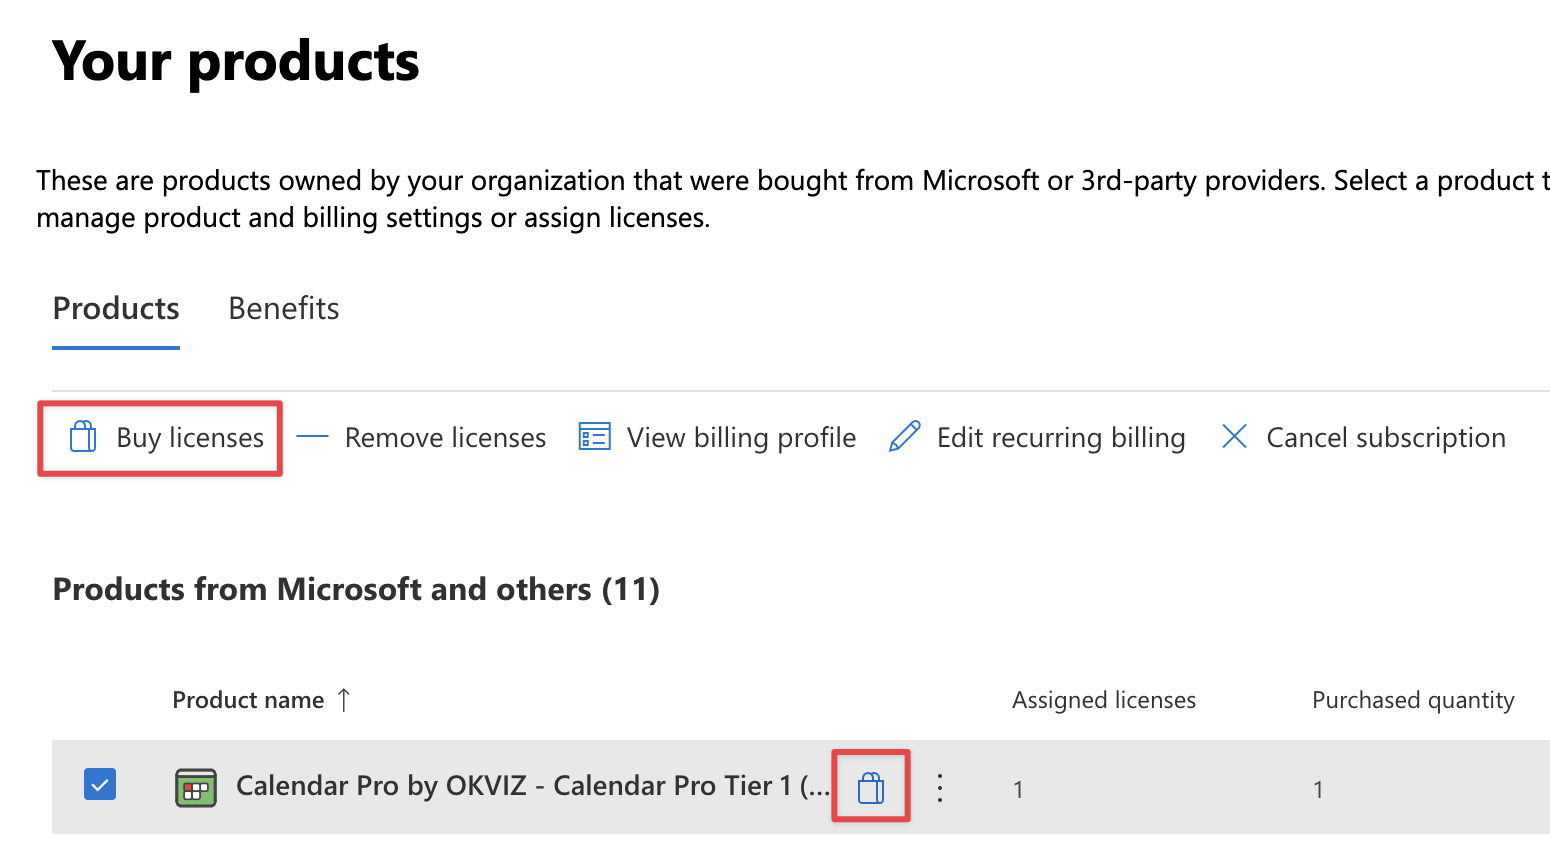 Your products
These are products owned by your organization that were bought from Microsoft or 3rd-party providers. Select a product t
manage product and billing settings or assign licenses.
Products Benefits
Buy licenses Remove licenses View billing profile Edit recurring billing Cancel subscription
Products from Microsoft and others (11)
Product name ↑ Assigned licenses Purchased quantity
Calendar Pro by OKVIZ - Calendar Pro Tier 1 (... 1 1